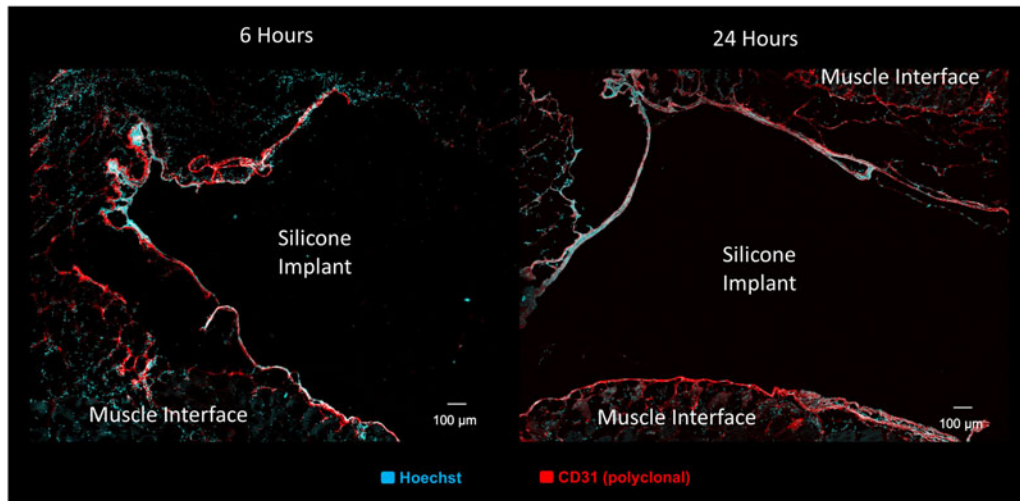 6 Hours
24 Hours
Muscle Interface
Silicone
Implant
Silicone
Implant
Muscle Interface
100 μm
Muscle Interface
100 μm
Hoechst
CD31 (polyclonal)